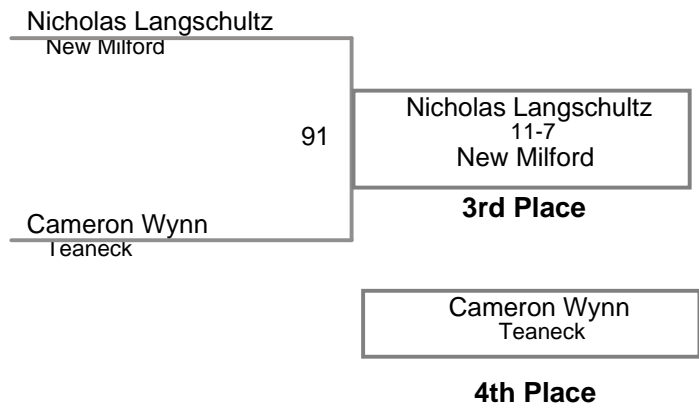 Nicholas Langschultz
New Milford
91
Nicholas Langschultz
11-7
New Milford
3rd Place
Cameron Wynn
Teaneck
Cameron Wynn
Teaneck
4th Place